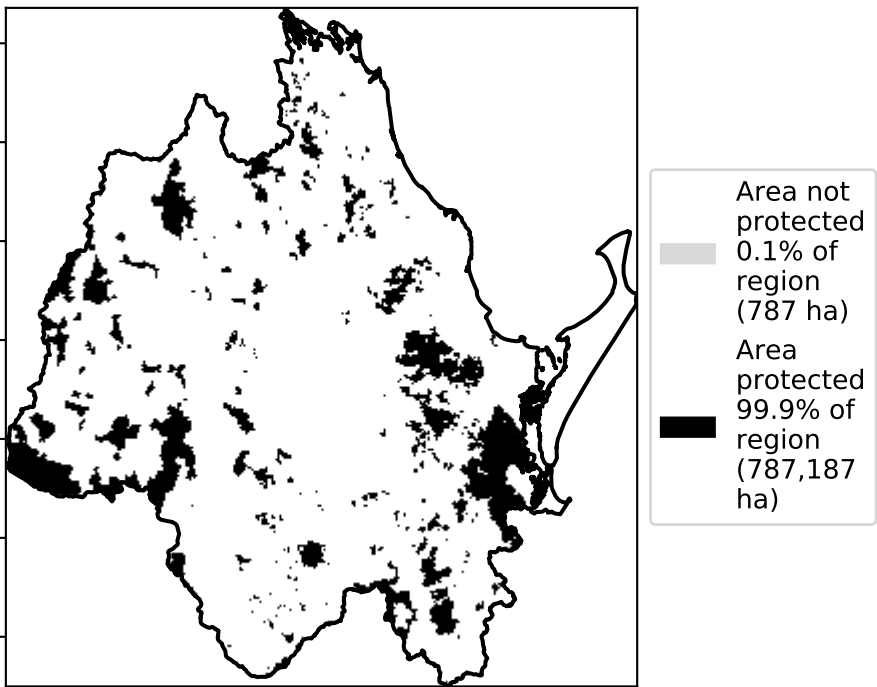 Area not
protected
0.1% of
region
(787 ha)
Area
protected
99.9% of
region
(787,187
ha)